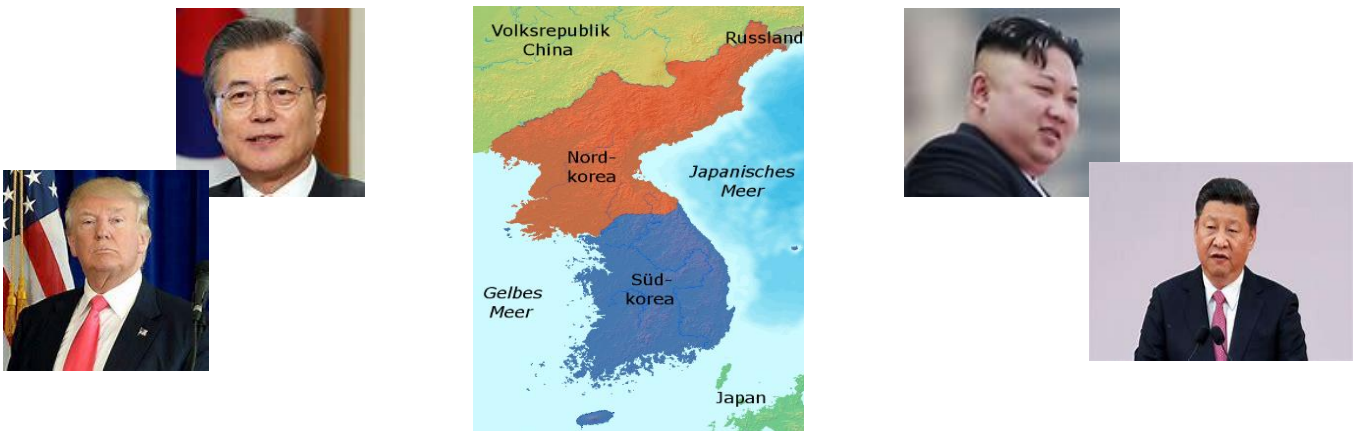 Volksrepublik
China
Russland
Nord-
korea
Japanisches
Meer
Süd-
korea
Gelbes
Meer
Japan